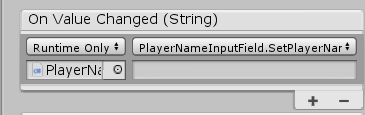 On Value Changed (String)
Runtime Only PlayerNameInputField.SetPlayerNar
PlayerNa
+ −